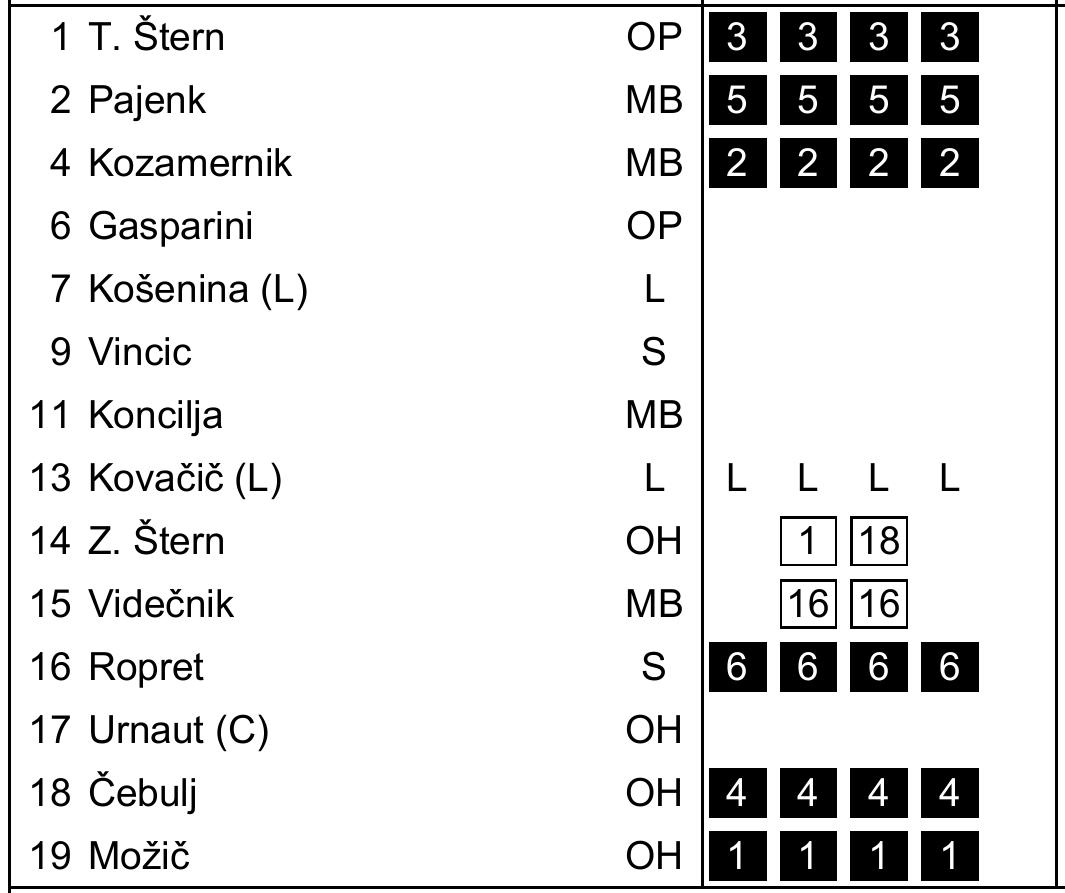 1 T. Štern OP 3 3 3 3
2 Pajenk MB 5 5 5 5
4 Kozamernik MB 2 2 2 2
6 Gasparini OP
7 Košenina (L) L
9 Vincic S
11 Koncilja MB
13 Kovačič (L) L L L L L
14 Z. Štern OH 1 18
15 Videčnik MB 16 16
16 Ropret S 6 6 6 6
17 Urnaut (C) OH
18 Čebulj OH 4 4 4 4
19 Možič OH 1 1 1 1